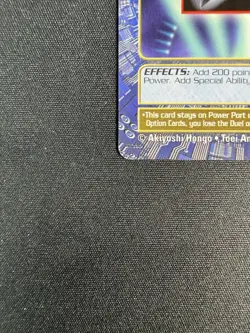 EFFECTS: Add 200 poin
Power. Add Special Ability,
•This card stays on Power Port
Option Cards, you lose the Duel o
© Akiyoshi Hongo • Toei An